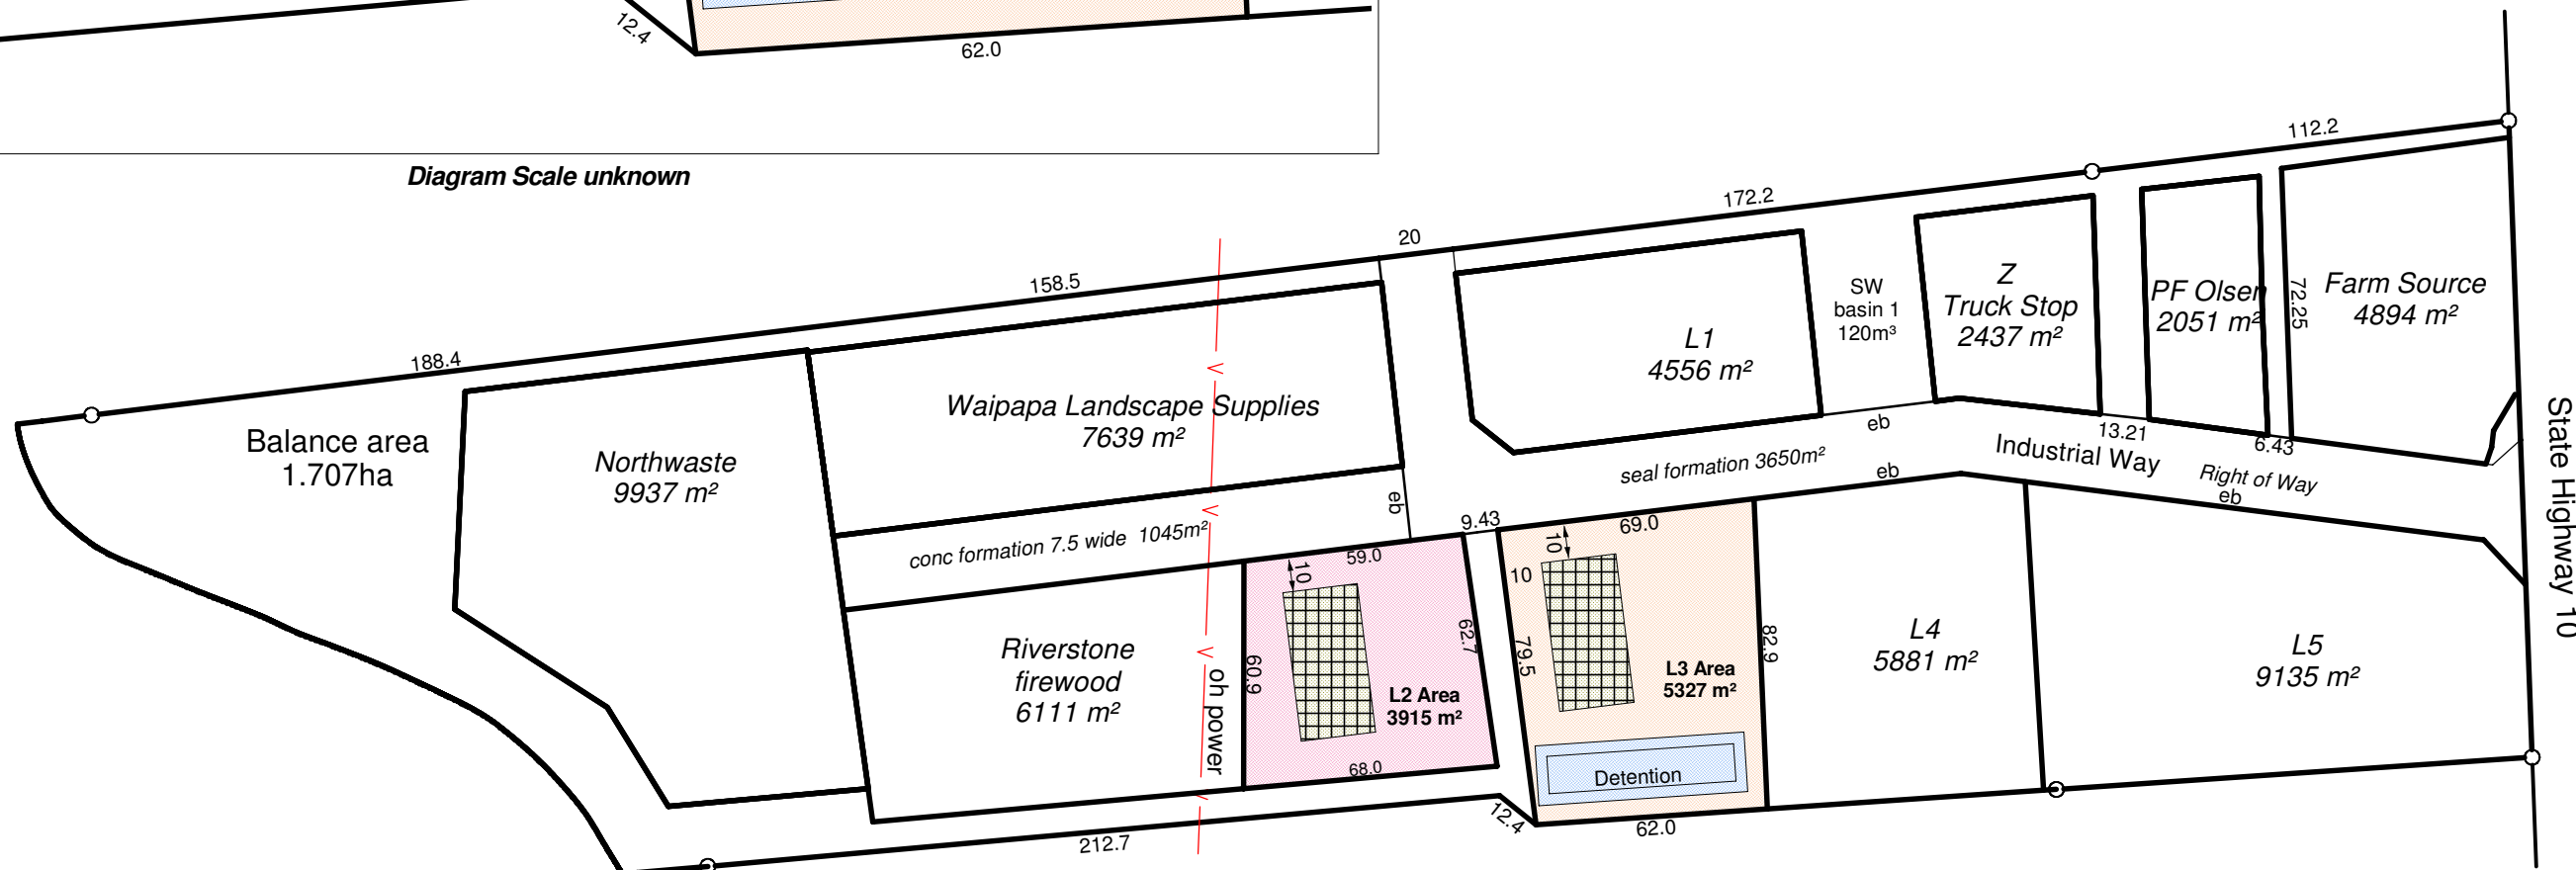 12.4
62.0
Diagram Scale unknown
112.2
172.2
20
158.5
188.4
Balance area
1.707ha
Northwaste
9937 m²
Waipapa Landscape Supplies
7639 m²
L1
4556 m²
SW
basin 1
120m³
Z
Truck Stop
2437 m²
PF Olsen
2051 m²
72.25
Farm Source
4894 m²
State Highway 10
eb
13.21
6.43
Industrial Way
Right of Way
eb
seal formation 3650m²
eb
eb
conc formation 7.5 wide 1045m²
9.43
59.0
69.0
10
10
10
Riverstone
firewood
6111 m²
oh power
60.9
62.7
L2 Area
3915 m²
68.0
79.5
L3 Area
5327 m²
82.9
Detention
L4
5881 m²
L5
9135 m²
12.4
62.0
212.7